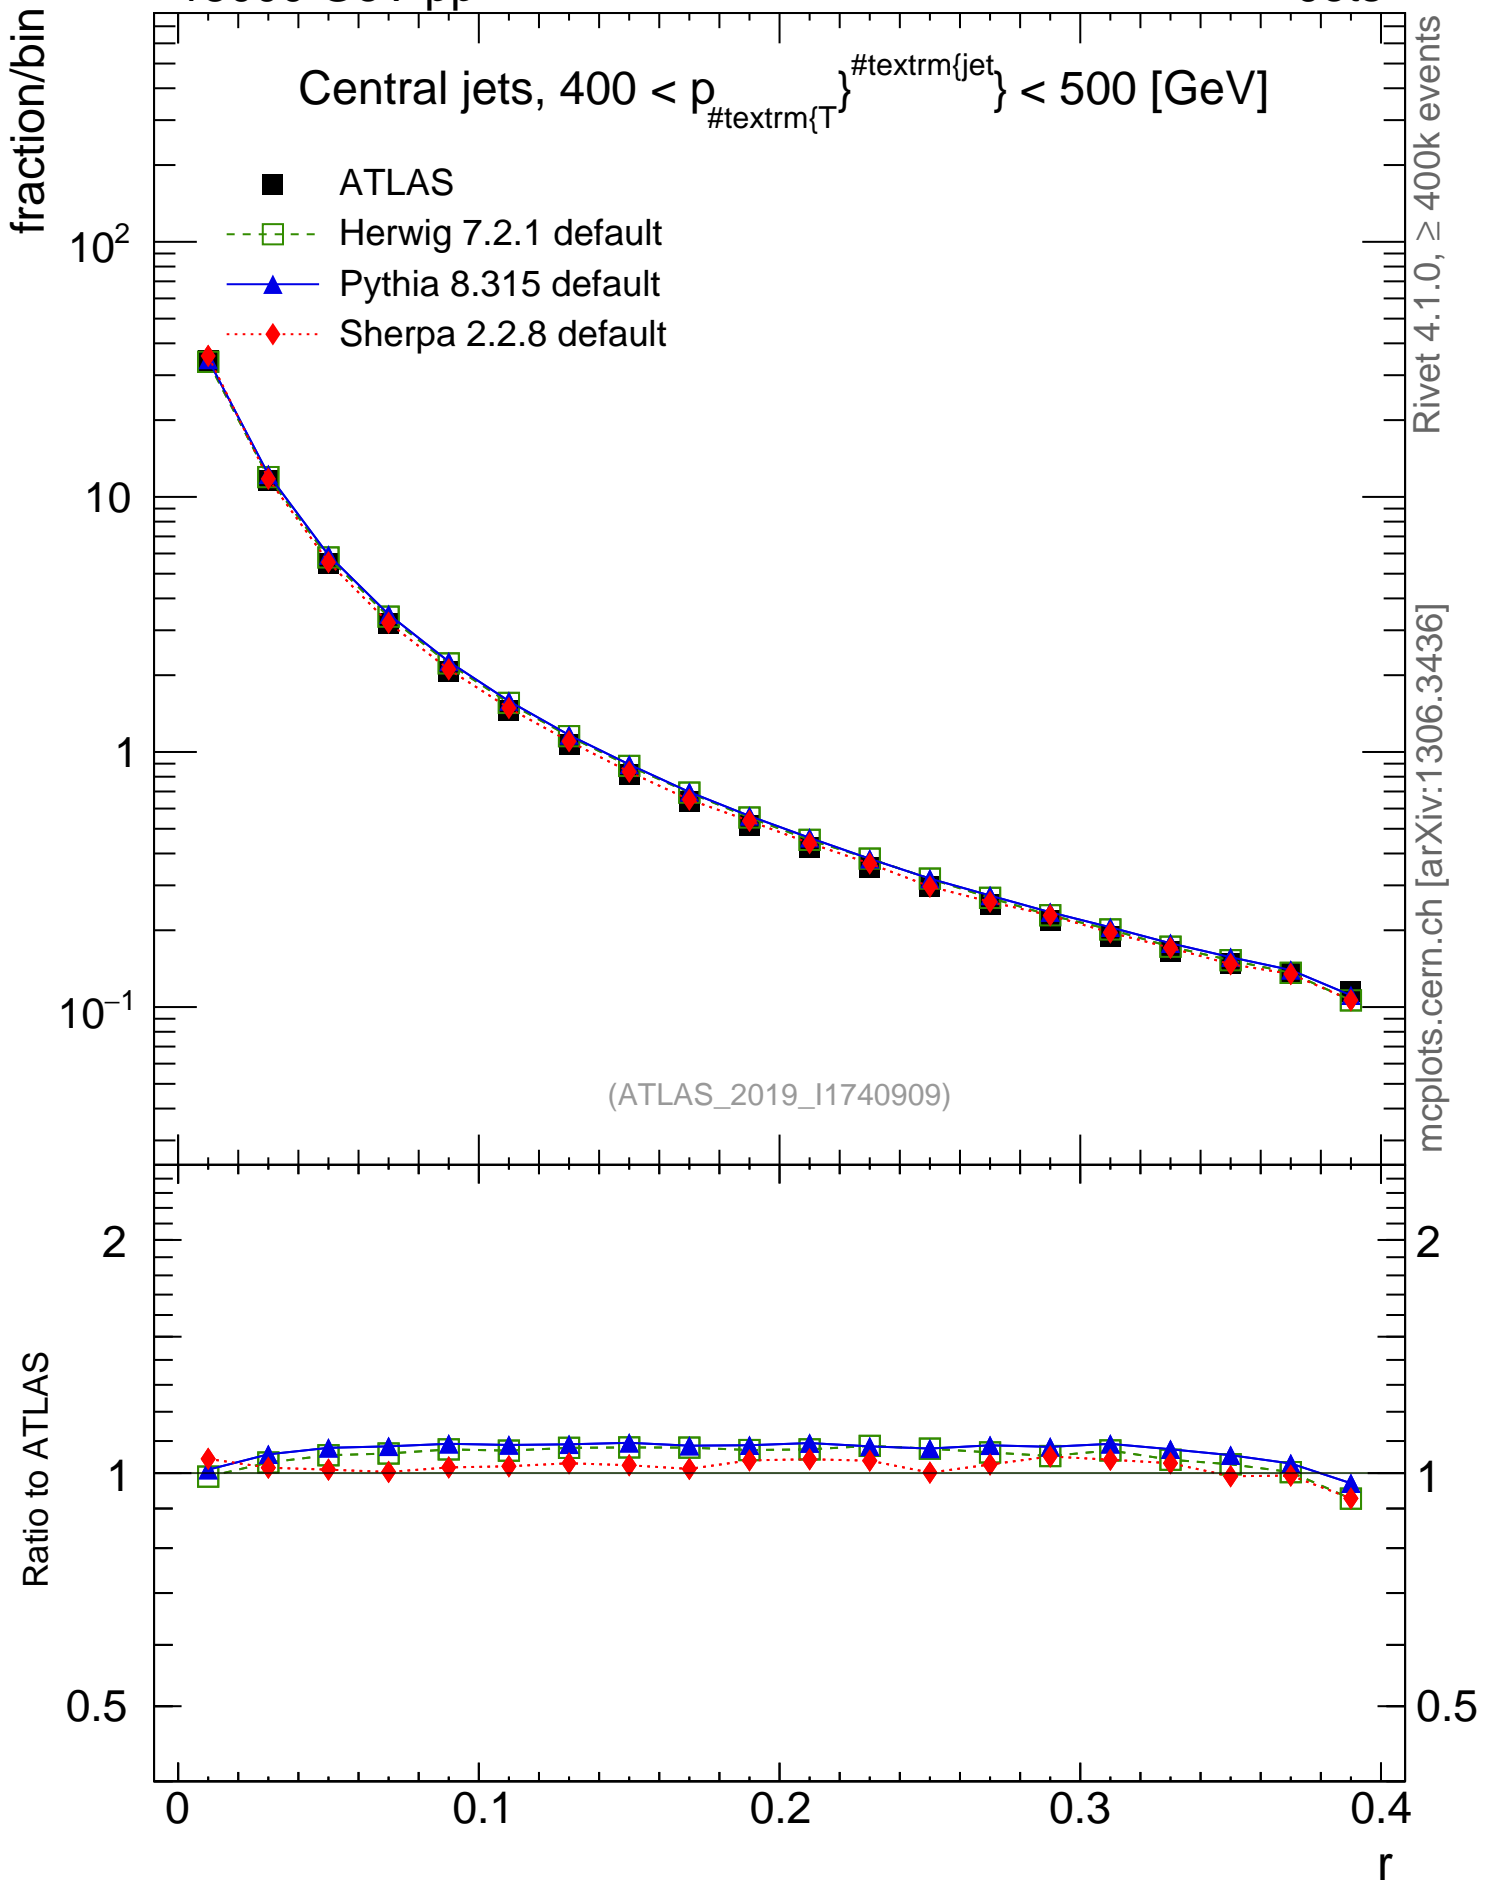 fraction/bin
Central jets, 400 < p_#textrm{T}^#textrm{jet} < 500 [GeV]
ATLAS
Herwig 7.2.1 default
Pythia 8.315 default
Sherpa 2.2.8 default
10²
10
1
10⁻¹
(ATLAS_2019_I1740909)
Rivet 4.1.0, ≥ 400k events
mcplots.cern.ch [arXiv:1306.3436]
Ratio to ATLAS
2 2
1 1
0.5 0.5
0 0.1 0.2 0.3 0.4
r